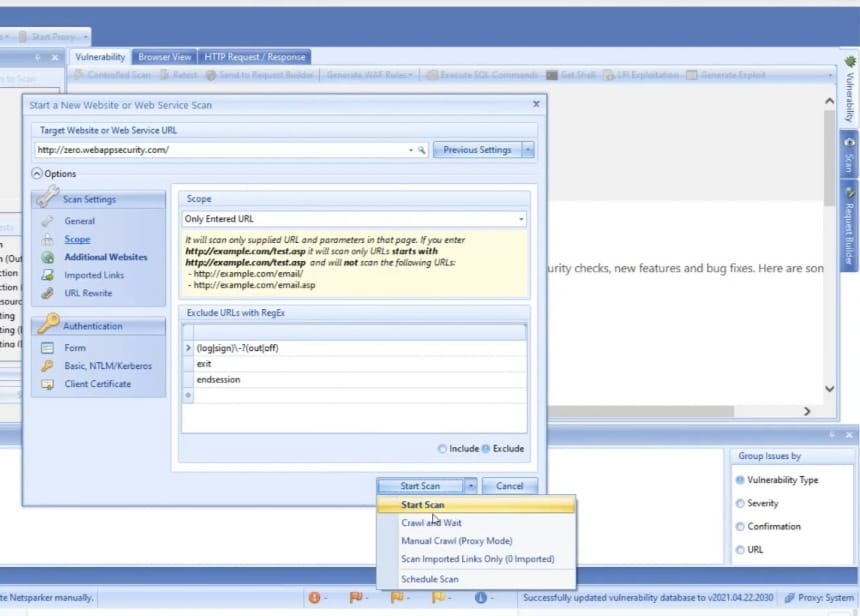 Start Proxy
Vulnerability
Browser View
HTTP Request / Response
s to Scan
Controlled Scan
Retest
Send to Request Builder
Generate WAF Rules
Execute SQL Commands
Get Shell
LFI Exploitation
Generate Exploit
Start a New Website or Web Service Scan
Target Website or Web Service URL
http://zero.webappsecurity.com/
Previous Settings
Options
Scan Settings
General
Scope
Additional Websites
Imported Links
URL Rewrite
Authentication
Form
Basic, NTLM/Kerberos
Client Certificate
Scope
Only Entered URL
It will scan only supplied URL and parameters in that page. If you enter
http://example.com/test.asp it will scan only URLs starts with
http://example.com/test.asp and will not scan the following URLs:
- http://example.com/email/
- http://example.com/email.asp
Exclude URLs with RegEx
(log|sign)\-?(out|off)
exit
endsession
Include
Exclude
Start Scan
Cancel
Start Scan
Crawl and Wait
Manual Crawl (Proxy Mode)
Scan Imported Links Only (0 Imported)
Schedule Scan
urity checks, new features and bug fixes. Here are son
Vulnerability
Scan
Request Builder
Group Issues by
Vulnerability Type
Severity
Confirmation
URL
te Netsparker manually.
Successfully updated vulnerability database to v2021.04.22.2030
Proxy: System